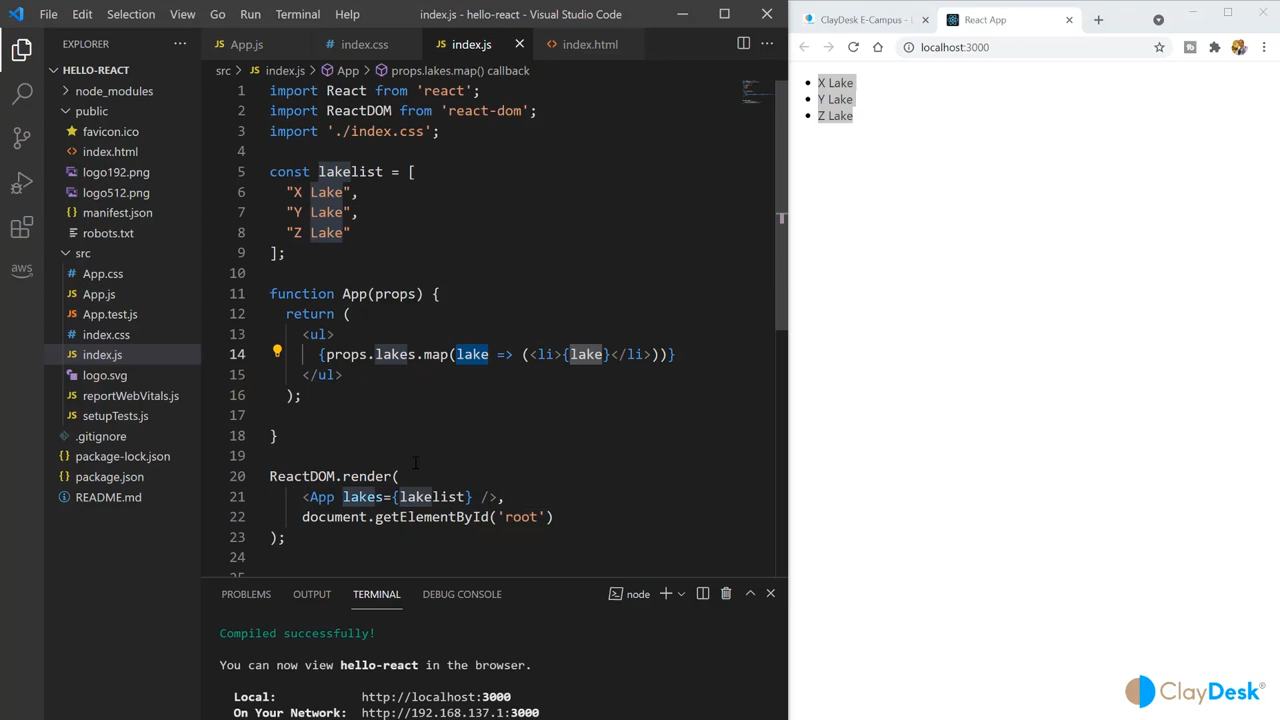 File Edit Selection View Go Run Terminal Help index.js - hello-react - Visual Studio Code
ClayDesk E-Campus - L
React App
EXPLORER
App.js
index.css
index.js
index.html
localhost:3000
HELLO-REACT
src > index.js > App > props.lakes.map() callback
node_modules
public
favicon.ico
index.html
logo192.png
logo512.png
manifest.json
robots.txt
src
App.css
App.js
App.test.js
index.css
index.js
logo.svg
reportWebVitals.js
setupTests.js
.gitignore
package-lock.json
package.json
README.md
1 import React from 'react';
2 import ReactDOM from 'react-dom';
3 import './index.css';
4
5 const lakelist = [
6 "X Lake",
7 "Y Lake",
8 "Z Lake"
9 ];
10
11 function App(props) {
12 return (
13 <ul>
14 {props.lakes.map(lake => (<li>{lake}</li>))}
15 </ul>
16 );
17
18 }
19
20 ReactDOM.render(
21 <App lakes={lakelist} />,
22 document.getElementById('root')
23 );
24
PROBLEMS OUTPUT TERMINAL DEBUG CONSOLE
node
Compiled successfully!
You can now view hello-react in the browser.
Local: http://localhost:3000
On Your Network: http://192.168.137.1:3000
X Lake
Y Lake
Z Lake
aws
ClayDesk®